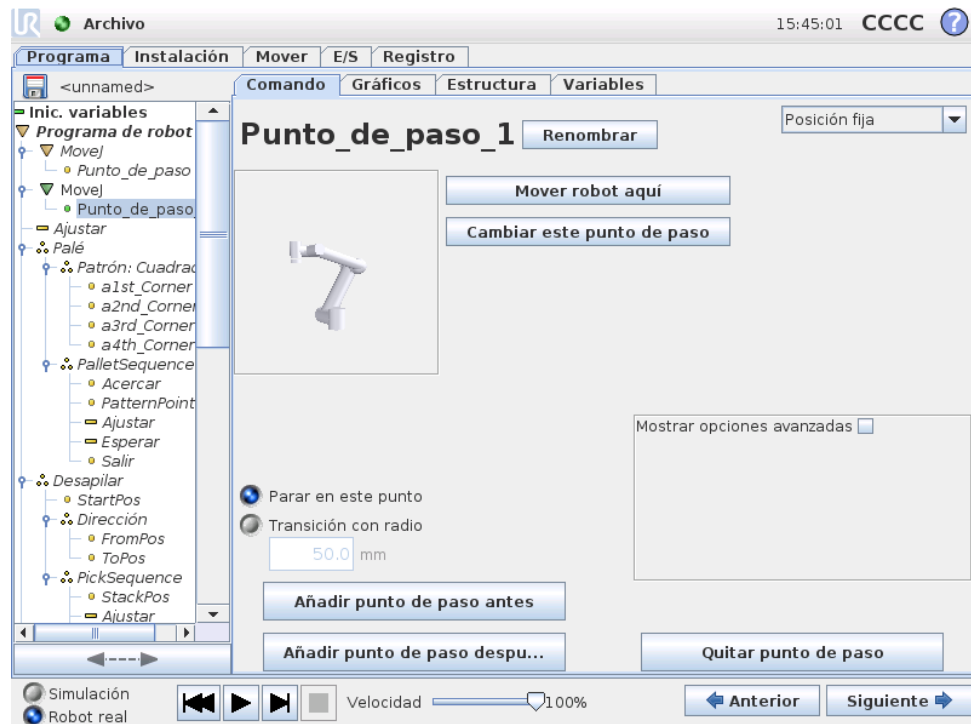 UR Archivo 15:45:01 CCCC ?
Programa Instalación Mover E/S Registro
<unnamed>
Comando Gráficos Estructura Variables
Inic. variables
Programa de robot
MoveJ
Punto_de_paso
MoveJ
Punto_de_paso_
Ajustar
Palé
Patrón: Cuadrad
a1st_Corner
a2nd_Corner
a3rd_Corner
a4th_Corner
PalletSequence
Acercar
PatternPoint
Ajustar
Esperar
Salir
Desapilar
StartPos
Dirección
FromPos
ToPos
PickSequence
StackPos
Ajustar
Punto_de_paso_1 Renombrar
Posición fija
Mover robot aquí
Cambiar este punto de paso
Mostrar opciones avanzadas
Parar en este punto
Transición con radio
50.0 mm
Añadir punto de paso antes
Añadir punto de paso despu...
Quitar punto de paso
Simulación
Robot real
Velocidad 100%
Anterior Siguiente